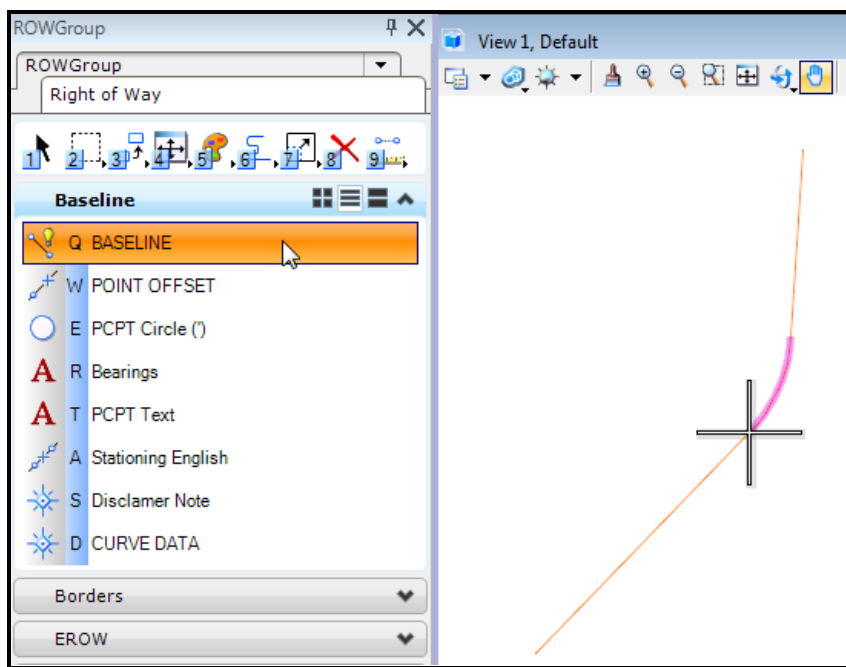 ROWGroup
ROWGroup
Right of Way
1 2 3 4 5 6 7 8 9
Baseline
Q BASELINE
W POINT OFFSET
E PCPT Circle (')
R Bearings
T PCPT Text
A Stationing English
S Disclamer Note
D CURVE DATA
Borders
EROW
View 1, Default